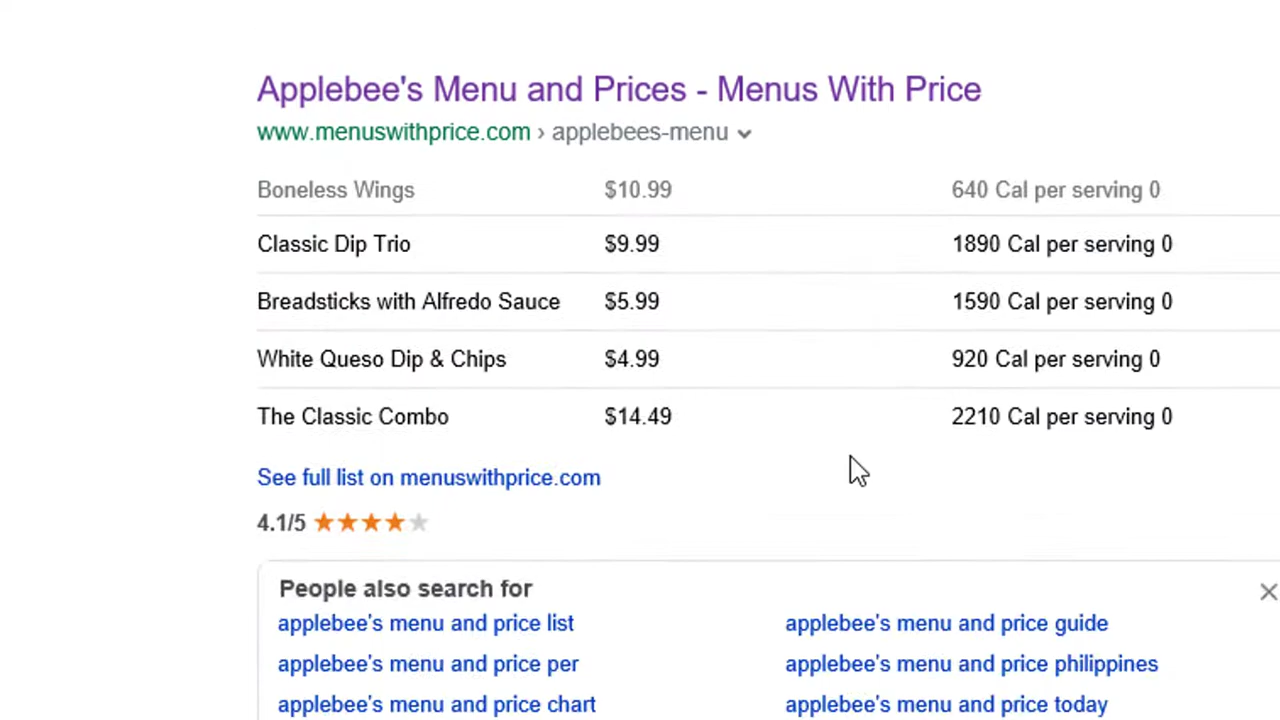 Applebee's Menu and Prices - Menus With Price
www.menuswithprice.com › applebees-menu
Boneless Wings $10.99 640 Cal per serving 0
Classic Dip Trio $9.99 1890 Cal per serving 0
Breadsticks with Alfredo Sauce $5.99 1590 Cal per serving 0
White Queso Dip & Chips $4.99 920 Cal per serving 0
The Classic Combo $14.49 2210 Cal per serving 0
See full list on menuswithprice.com
4.1/5
People also search for
applebee's menu and price list applebee's menu and price guide
applebee's menu and price per applebee's menu and price philippines
applebee's menu and price chart applebee's menu and price today